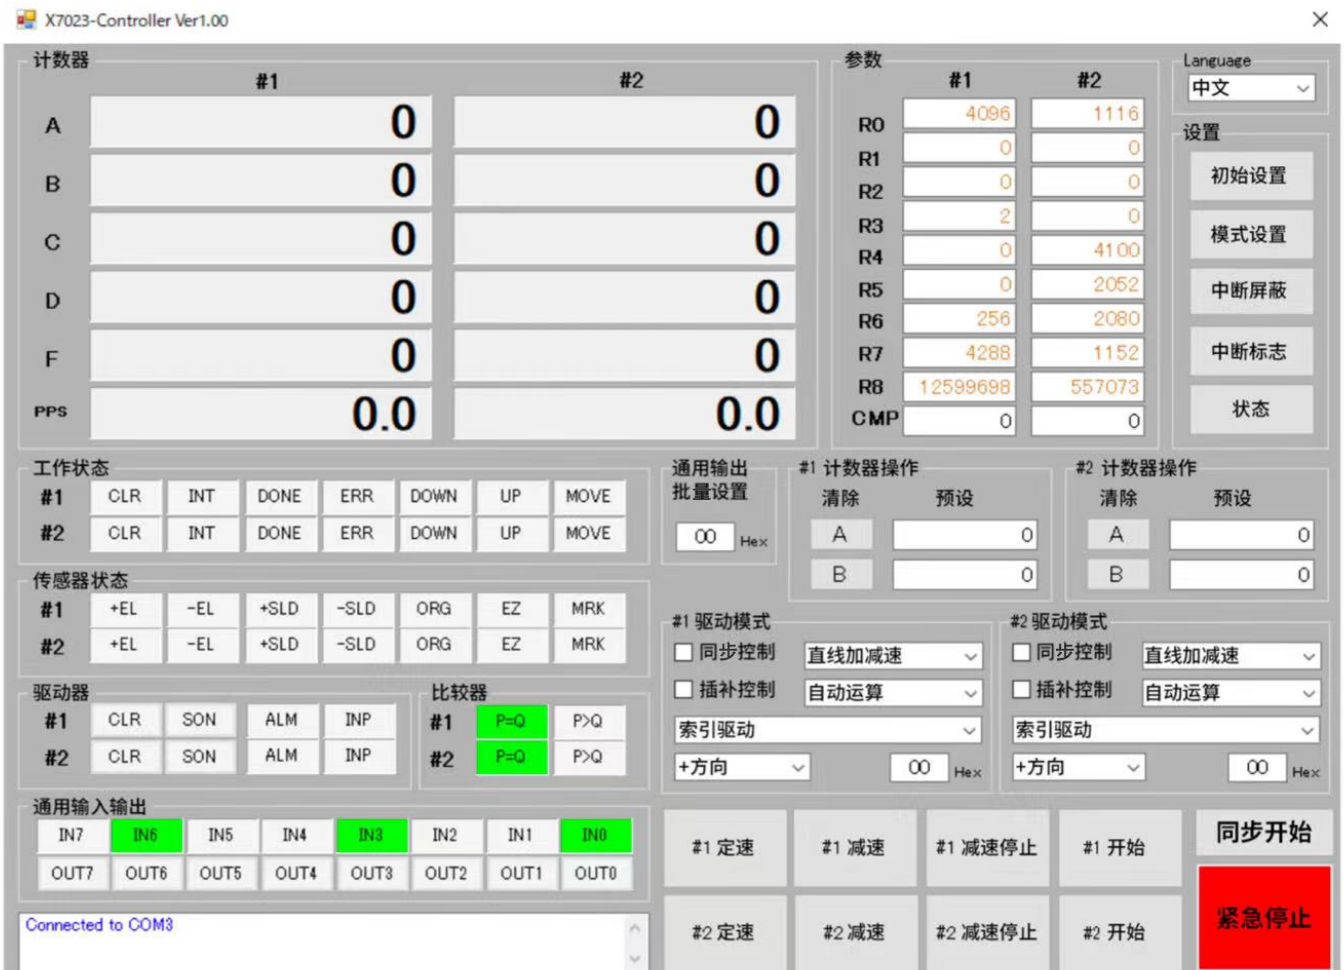 X7023-Controller Ver1.00
计数器
#1 #2
A 0 0
B 0 0
C 0 0
D 0 0
F 0 0
PPS 0.0 0.0
参数
#1 #2
R0 4096 1116
R1 0 0
R2 0 0
R3 2 0
R4 0 4100
R5 0 2052
R6 256 2080
R7 4288 1152
R8 12599698 557073
CMP 0 0
Language
中文
设置
初始设置
模式设置
中断屏蔽
中断标志
状态
工作状态
#1 CLR INT DONE ERR DOWN UP MOVE
#2 CLR INT DONE ERR DOWN UP MOVE
传感器状态
#1 +EL -EL +SLD -SLD ORG EZ MRK
#2 +EL -EL +SLD -SLD ORG EZ MRK
驱动器
#1 CLR SON ALM INP
#2 CLR SON ALM INP
比较器
#1 P=Q P>Q
#2 P=Q P>Q
通用输入输出
IN7 IN6 IN5 IN4 IN3 IN2 IN1 IN0
OUT7 OUT6 OUT5 OUT4 OUT3 OUT2 OUT1 OUT0
Connected to COM3
通用输出
批量设置
00 Hex
#1 计数器操作
清除 预设
A 0
B 0
#2 计数器操作
清除 预设
A 0
B 0
#1 驱动模式
同步控制 直线加减速
插补控制 自动运算
索引驱动
+方向 00 Hex
#2 驱动模式
同步控制 直线加减速
插补控制 自动运算
索引驱动
+方向 00 Hex
#1 定速 #1 减速 #1 减速停止 #1 开始
#2 定速 #2 减速 #2 减速停止 #2 开始
同步开始
紧急停止